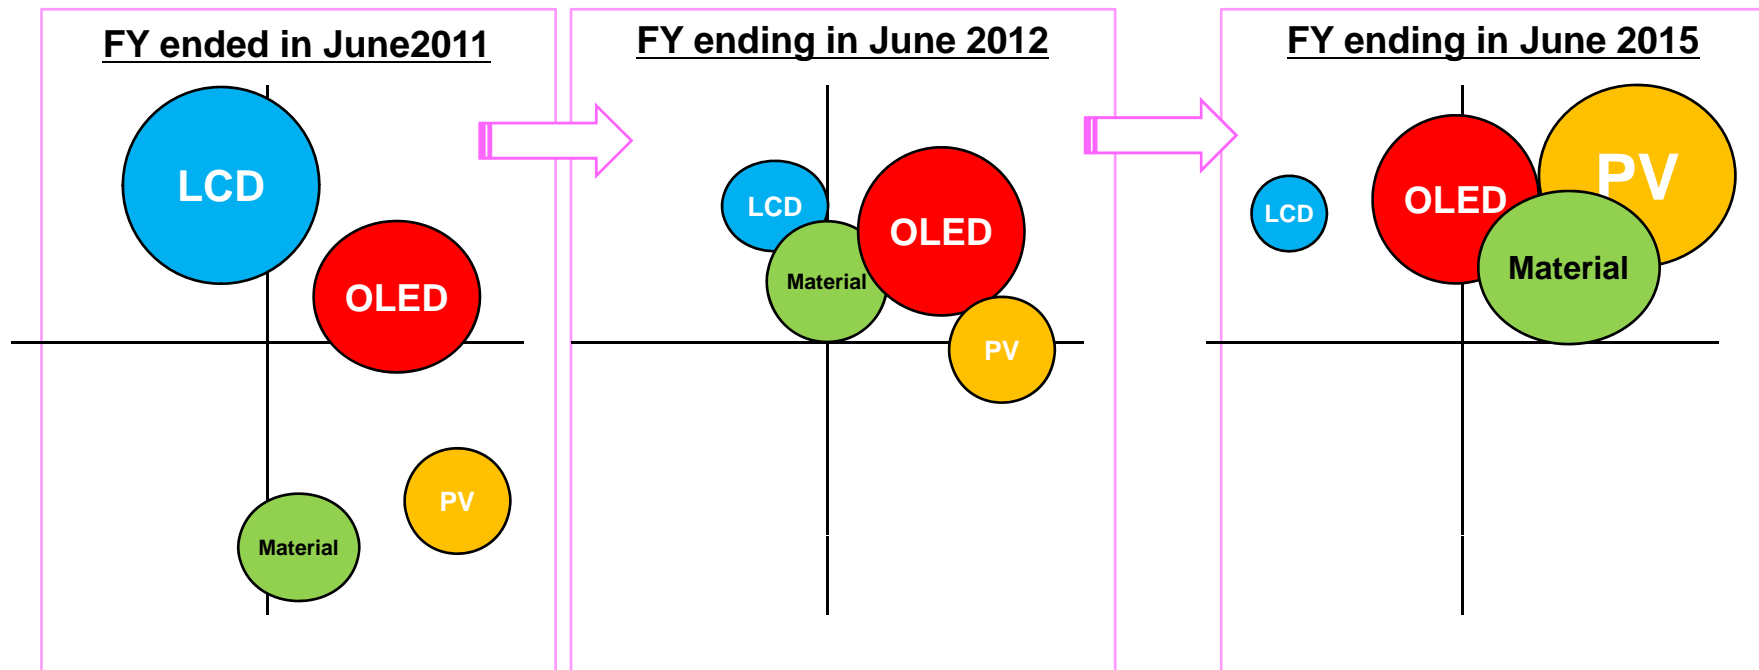 FY ended in June2011
LCD
OLED
PV
Material
FY ending in June 2012
LCD
OLED
Material
PV
FY ending in June 2015
PV
OLED
LCD
Material